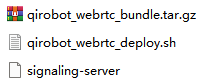 qirobot_webrtc_bundle.tar.gz
qirobot_webrtc_deploy.sh
signaling-server